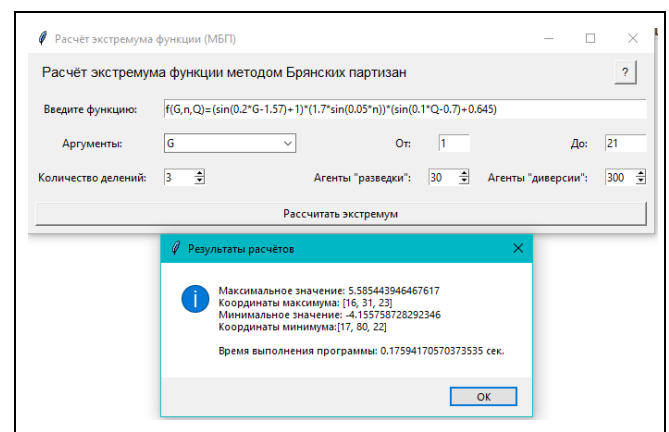 Расчёт экстремума функции (МБП)
Расчёт экстремума функции методом Брянских партизан ?
Введите функцию: f(G,n,Q)=(sin(0.2*G-1.57)+1)*(1.7*sin(0.05*n))*(sin(0.1*Q-0.7)+0.645)
Аргументы: G От: 1 До: 21
Количество делений: 3 Агенты "разведки": 30 Агенты "диверсии": 300
Рассчитать экстремум
Результаты расчётов
Максимальное значение: 5.585443946467617
Координаты максимума: [16, 31, 23]
Минимальное значение: -4.155758728292346
Координаты минимума:[17, 80, 22]
Время выполнения программы: 0.17594170570373535 сек.
OK